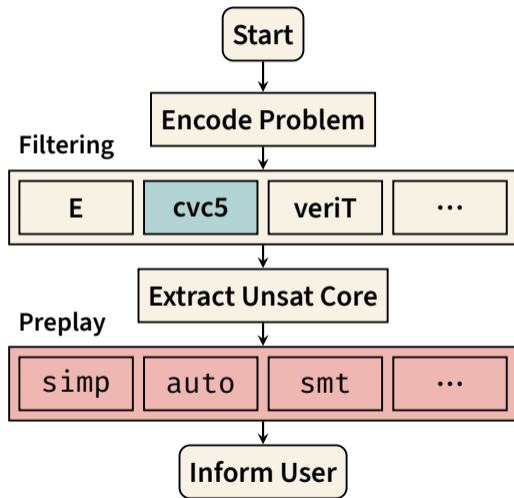 Start
Encode Problem
Filtering
E cvc5 veriT ...
Extract Unsat Core
Preplay
simp auto smt ...
Inform User